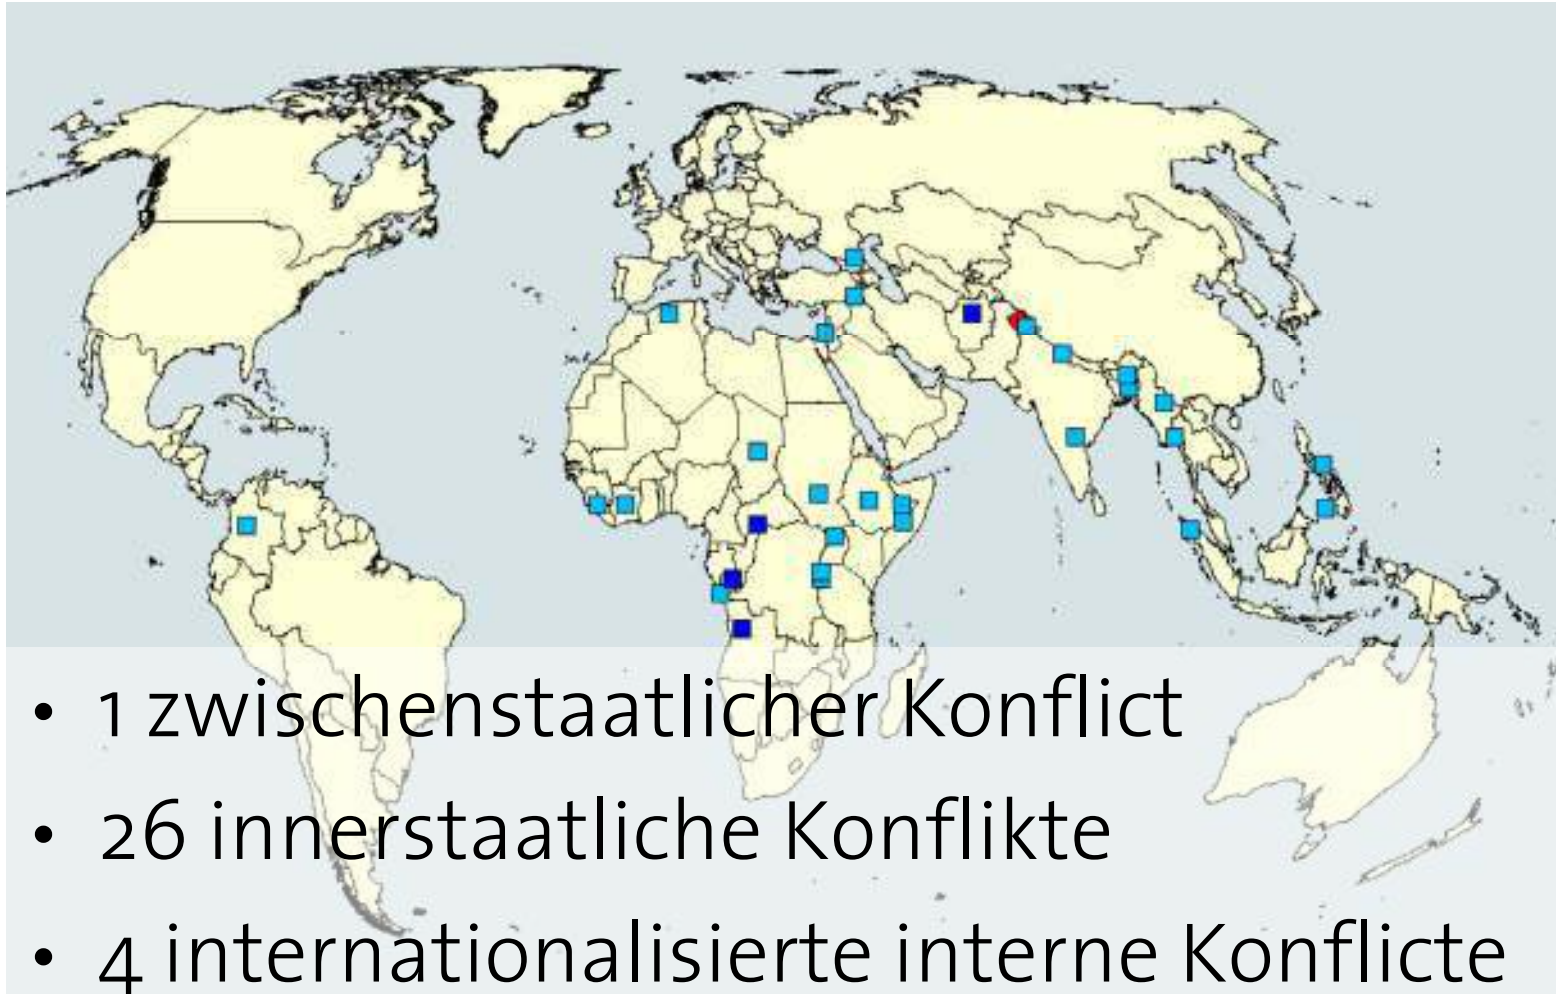 • 1 zwischenstaatlicher Konflict
• 26 innerstaatliche Konflikte
• 4 internationalisierte interne Konflicte